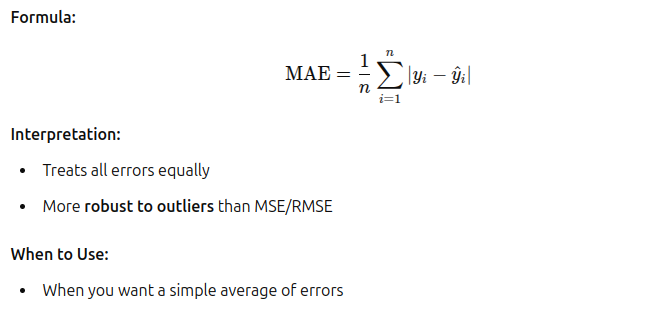 Formula:
MAE = \frac{1}{n} \sum_{i=1}^{n} |y_i - \hat{y}_i|
Interpretation:
• Treats all errors equally
• More robust to outliers than MSE/RMSE
When to Use:
• When you want a simple average of errors